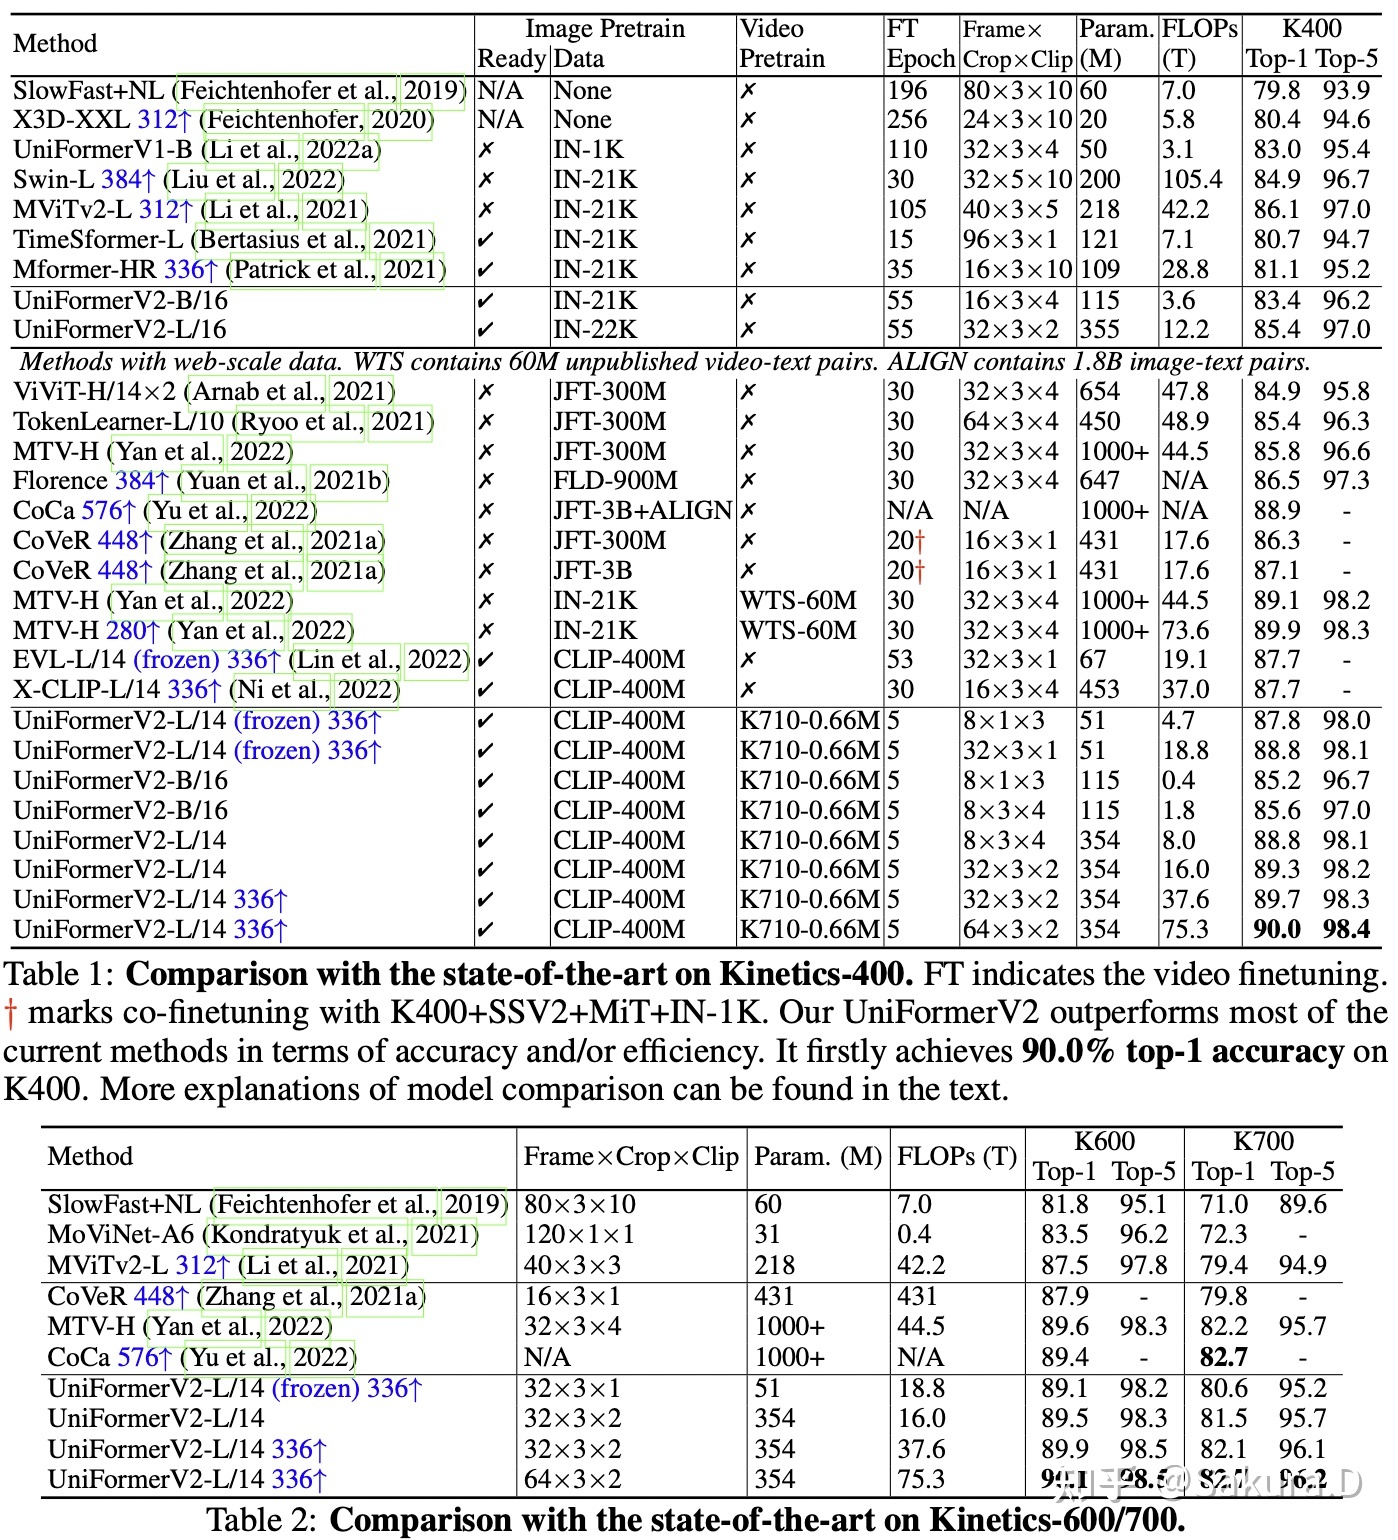 Method Image Pretrain Video FT Frame× Param. FLOPs K400
Ready Data Pretrain Epoch Crop×Clip (M) (T) Top-1 Top-5
SlowFast+NL (Feichtenhofer et al., 2019) N/A None ✗ 196 80×3×10 60 7.0 79.8 93.9
X3D-XXL 312↑ (Feichtenhofer, 2020) N/A None ✗ 256 24×3×10 20 5.8 80.4 94.6
UniFormerV1-B (Li et al., 2022a) ✗ IN-1K ✗ 110 32×3×4 50 3.1 83.0 95.4
Swin-L 384↑ (Liu et al., 2022) ✗ IN-21K ✗ 30 32×5×10 200 105.4 84.9 96.7
MViTv2-L 312↑ (Li et al., 2021) ✗ IN-21K ✗ 105 40×3×5 218 42.2 86.1 97.0
TimeSformer-L (Bertasius et al., 2021) ✓ IN-21K ✗ 15 96×3×1 121 7.1 80.7 94.7
Mformer-HR 336↑ (Patrick et al., 2021) ✓ IN-21K ✗ 35 16×3×10 109 28.8 81.1 95.2
UniFormerV2-B/16 ✓ IN-21K ✗ 55 16×3×4 115 3.6 83.4 96.2
UniFormerV2-L/16 ✓ IN-22K ✗ 55 32×3×2 355 12.2 85.4 97.0
Methods with web-scale data. WTS contains 60M unpublished video-text pairs. ALIGN contains 1.8B image-text pairs.
ViViT-H/14×2 (Arnab et al., 2021) ✗ JFT-300M ✗ 30 32×3×4 654 47.8 84.9 95.8
TokenLearner-L/10 (Ryoo et al., 2021) ✗ JFT-300M ✗ 30 64×3×4 450 48.9 85.4 96.3
MTV-H (Yan et al., 2022) ✗ JFT-300M ✗ 30 32×3×4 1000+ 44.5 85.8 96.6
Florence 384↑ (Yuan et al., 2021b) ✗ FLD-900M ✗ 30 32×3×4 647 N/A 86.5 97.3
CoCa 576↑ (Yu et al., 2022) ✗ JFT-3B+ALIGN ✗ N/A N/A 1000+ N/A 88.9 -
CoVeR 448↑ (Zhang et al., 2021a) ✗ JFT-300M ✗ 20† 16×3×1 431 17.6 86.3 -
CoVeR 448↑ (Zhang et al., 2021a) ✗ JFT-3B ✗ 20† 16×3×1 431 17.6 87.1 -
MTV-H (Yan et al., 2022) ✗ IN-21K WTS-60M 30 32×3×4 1000+ 44.5 89.1 98.2
MTV-H 280↑ (Yan et al., 2022) ✗ IN-21K WTS-60M 30 32×3×4 1000+ 73.6 89.9 98.3
EVL-L/14 (frozen) 336↑ (Lin et al., 2022) ✓ CLIP-400M ✗ 53 32×3×1 67 19.1 87.7 -
X-CLIP-L/14 336↑ (Ni et al., 2022) ✓ CLIP-400M ✗ 30 16×3×4 453 37.0 87.7 -
UniFormerV2-L/14 (frozen) 336↑ ✓ CLIP-400M K710-0.66M 5 8×1×3 51 4.7 87.8 98.0
UniFormerV2-L/14 (frozen) 336↑ ✓ CLIP-400M K710-0.66M 5 32×3×1 51 18.8 88.8 98.1
UniFormerV2-B/16 ✓ CLIP-400M K710-0.66M 5 8×1×3 115 0.4 85.2 96.7
UniFormerV2-B/16 ✓ CLIP-400M K710-0.66M 5 8×3×4 115 1.8 85.6 97.0
UniFormerV2-L/14 ✓ CLIP-400M K710-0.66M 5 8×3×4 354 8.0 88.8 98.1
UniFormerV2-L/14 ✓ CLIP-400M K710-0.66M 5 32×3×2 354 16.0 89.3 98.2
UniFormerV2-L/14 336↑ ✓ CLIP-400M K710-0.66M 5 32×3×2 354 37.6 89.7 98.3
UniFormerV2-L/14 336↑ ✓ CLIP-400M K710-0.66M 5 64×3×2 354 75.3 90.0 98.4
Table 1: Comparison with the state-of-the-art on Kinetics-400. FT indicates the video finetuning.
† marks co-finetuning with K400+SSV2+MiT+IN-1K. Our UniFormerV2 outperforms most of the
current methods in terms of accuracy and/or efficiency. It firstly achieves 90.0% top-1 accuracy on
K400. More explanations of model comparison can be found in the text.
Method Frame×Crop×Clip Param. (M) FLOPs (T) K600 K700
Top-1 Top-5 Top-1 Top-5
SlowFast+NL (Feichtenhofer et al., 2019) 80×3×10 60 7.0 81.8 95.1 71.0 89.6
MoViNet-A6 (Kondratyuk et al., 2021) 120×1×1 31 0.4 83.5 96.2 72.3 -
MViTv2-L 312↑ (Li et al., 2021) 40×3×3 218 42.2 87.5 97.8 79.4 94.9
CoVeR 448↑ (Zhang et al., 2021a) 16×3×1 431 431 87.9 - 79.8 -
MTV-H (Yan et al., 2022) 32×3×4 1000+ 44.5 89.6 98.3 82.2 95.7
CoCa 576↑ (Yu et al., 2022) N/A 1000+ N/A 89.4 - 82.7 -
UniFormerV2-L/14 (frozen) 336↑ 32×3×1 51 18.8 89.1 98.2 80.6 95.2
UniFormerV2-L/14 32×3×2 354 16.0 89.5 98.3 81.5 95.7
UniFormerV2-L/14 336↑ 32×3×2 354 37.6 89.9 98.5 82.1 96.1
UniFormerV2-L/14 336↑ 64×3×2 354 75.3 90.1 96.2
知乎 @Sakura.D
Table 2: Comparison with the state-of-the-art on Kinetics-600/700.